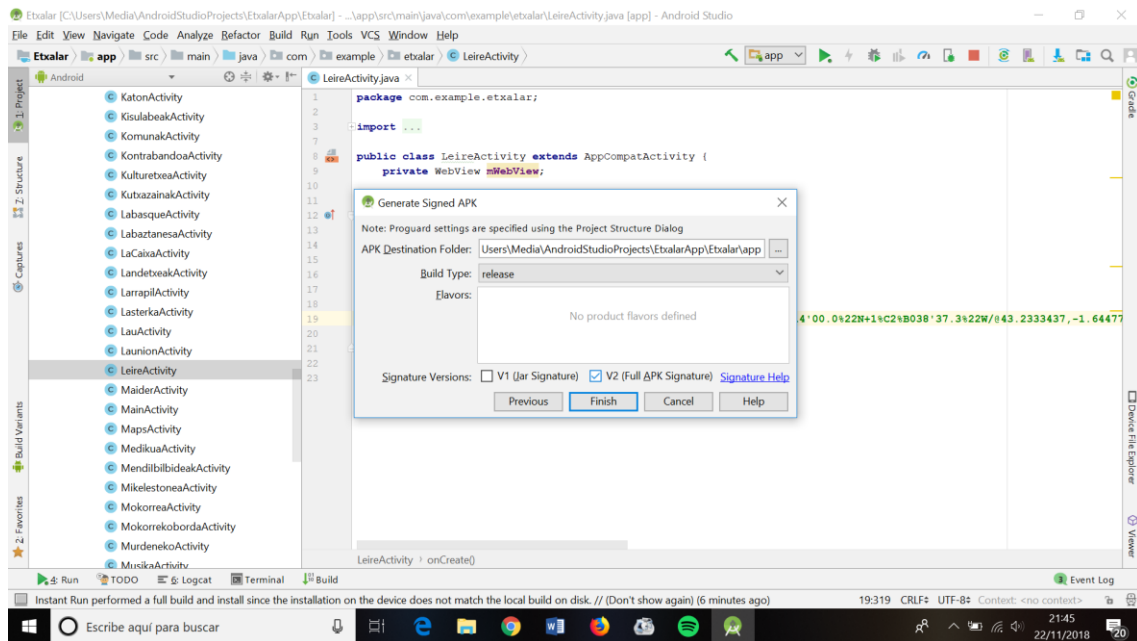 Etxalar [C:\Users\Media\AndroidStudioProjects\EtxalarApp\Etxalar] - ...\app\src\main\java\com\example\etxalar\LeireActivity.java [app] - Android Studio
File Edit View Navigate Code Analyze Refactor Build Run Tools VCS Window Help
Etxalar app src main java com example etxalar LeireActivity
app
Android
LeireActivity.java
1: Project
Z: Structure
Captures
Build Variants
2: Favorites
KatonActivity
KisulabeakActivity
KomunakActivity
KontrabandoaActivity
KulturetxeaActivity
KutxazainakActivity
LabasqueActivity
LabaztanesaActivity
LaCaixaActivity
LandetxeakActivity
LarrapilActivity
LasterkaActivity
LauActivity
LaunionActivity
LeireActivity
MaiderActivity
MainActivity
MapsActivity
MedikuaActivity
MendiIbilbideakActivity
MikelestoneaActivity
MokorreaActivity
MokorrekobordaActivity
MurdenekoActivity
MusikaActivity
1 package com.example.etxalar;
2
3 import ...
7
8 public class LeireActivity extends AppCompatActivity {
9 private WebView mWebView;
10
11
12
13
14
15
16
17
18
19 4'00.0%22N+1%C2%B038'37.3%22W/@43.2333437,-1.64477
20
21
22
23
Generate Signed APK
Note: Proguard settings are specified using the Project Structure Dialog
APK Destination Folder: Users\Media\AndroidStudioProjects\EtxalarApp\Etxalar\app ...
Build Type: release
Flavors:
No product flavors defined
Signature Versions: V1 (Jar Signature) V2 (Full APK Signature) Signature Help
Previous Finish Cancel Help
LeireActivity › onCreate()
Gradle
Device File Explorer
Viewer
4: Run TODO 6: Logcat Terminal Build 3 Event Log
Instant Run performed a full build and install since the installation on the device does not match the local build on disk. // (Don't show again) (6 minutes ago) 19:319 CRLF÷ UTF-8÷ Context: <no context>
Escribe aquí para buscar
21:45
22/11/2018
20